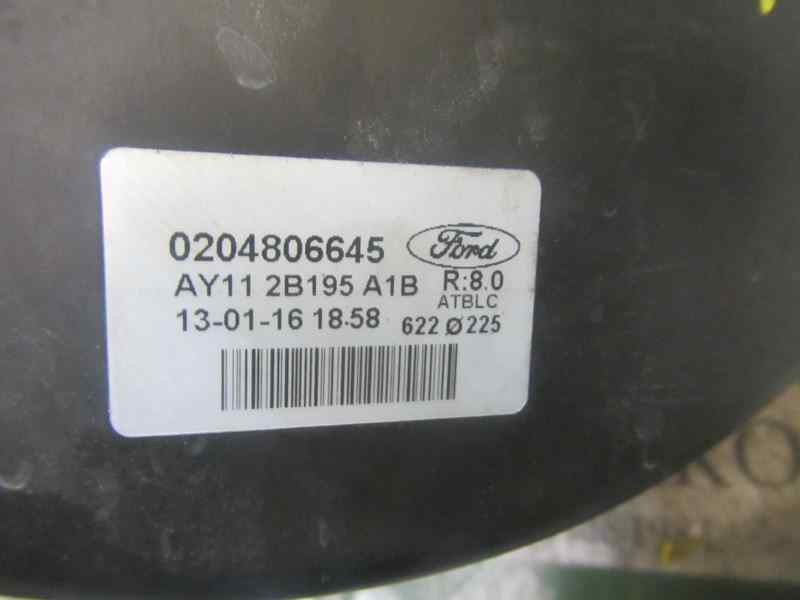 0204806645 Ford
AY11 2B195 A1B R:8.0
ATBLC
13-01-16 18:58 622 Ø 225